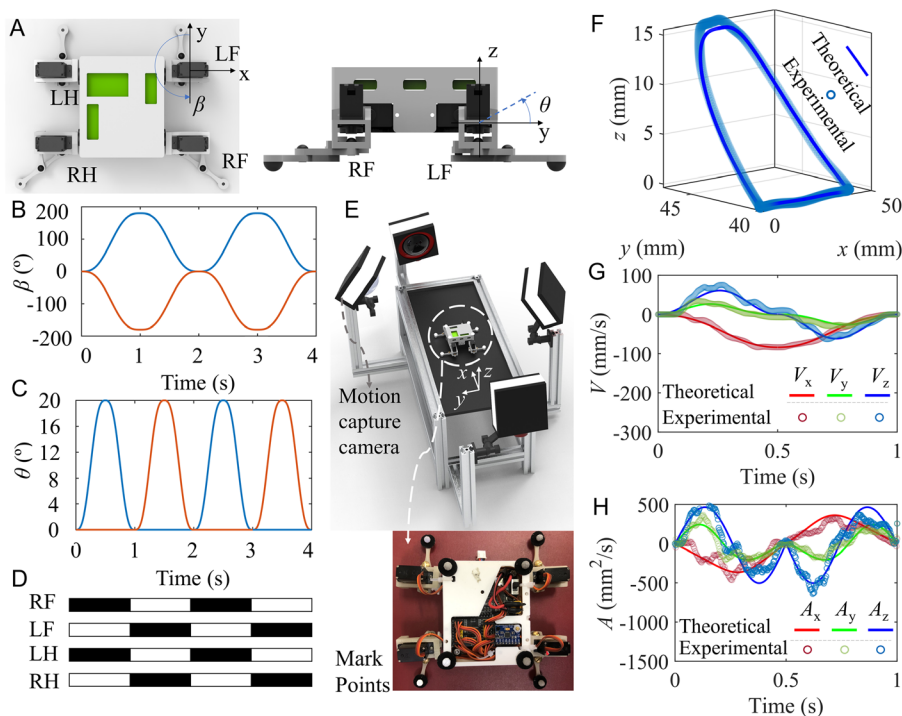 A
y
LF
x
LH
β
RH
RF
z
θ
y
RF
LF
B
200
100
0
-100
-200
β (º)
0
1
2
3
4
Time (s)
C
20
16
12
8
4
0
θ (º)
0
1
2
3
4
Time (s)
D
RF
LF
LH
RH
E
x
z
y
Motion
capture
camera
Mark
Points
F
15
10
5
0
z (mm)
Theoretical
Experimental
45
40
0
50
y (mm)
x (mm)
G
100
0
-100
-200
-300
V (mm/s)
Vx Vy Vz
Theoretical
Experimental
0
0.5
1
Time (s)
H
500
0
-500
-1000
-1500
A (mm²/s)
Ax Ay Az
Theoretical
Experimental
0
0.5
1
Time (s)